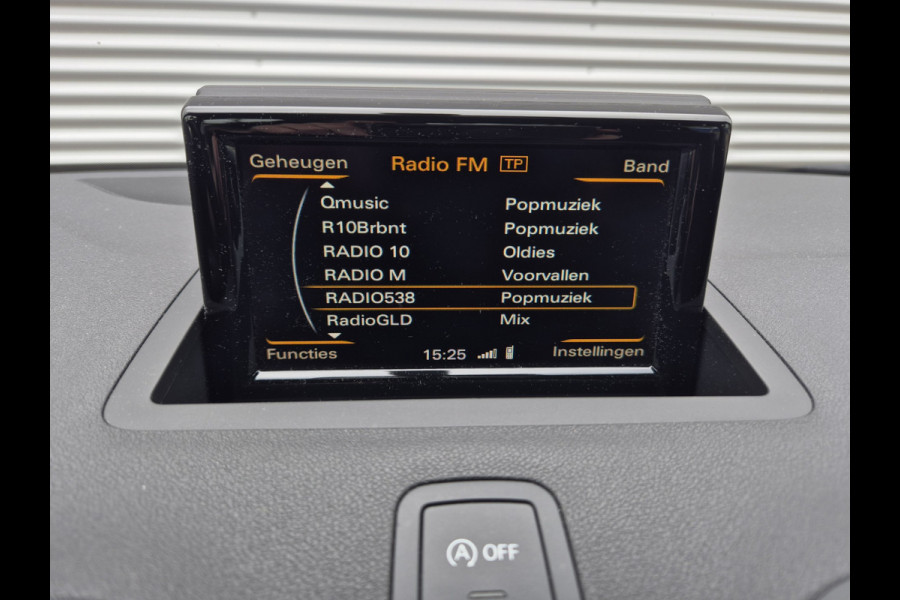 Geheugen Radio FM TP Band
Qmusic Popmuziek
R10Brbnt Popmuziek
RADIO 10 Oldies
RADIO M Voorvallen
RADIO538 Popmuziek
RadioGLD Mix
Functies 15:25 Instellingen
A OFF